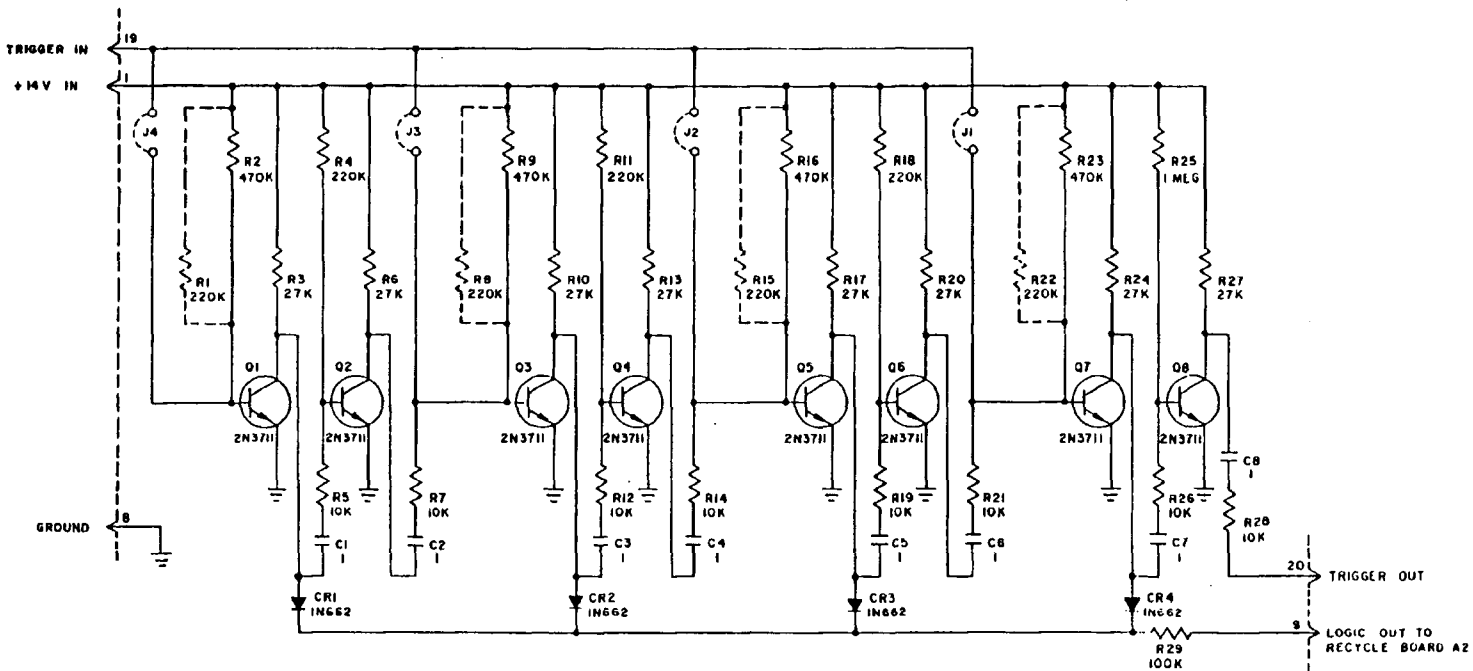 TRIGGER IN
19
+14V IN
1
J4
J3
J2
J1
R2
470K
R4
220K
R9
470K
R11
220K
R16
470K
R18
220K
R23
470K
R25
1 MEG
R1
220K
R3
27K
R6
27K
R8
220K
R10
27K
R13
27K
R15
220K
R17
27K
R20
27K
R22
220K
R24
27K
R27
27K
Q1
Q2
Q3
Q4
Q5
Q6
Q7
Q8
2N3711
2N3711
2N3711
2N3711
2N3711
2N3711
2N3711
2N3711
R5
10K
R7
10K
R12
10K
R14
10K
R19
10K
R21
10K
R26
10K
C8
1
R28
10K
GROUND
8
C1
1
C2
1
C3
1
C4
1
C5
1
C6
1
C7
1
20
TRIGGER OUT
CR1
1N662
CR2
1N662
CR3
1N662
CR4
1N662
R29
100K
9
LOGIC OUT TO
RECYCLE BOARD A2